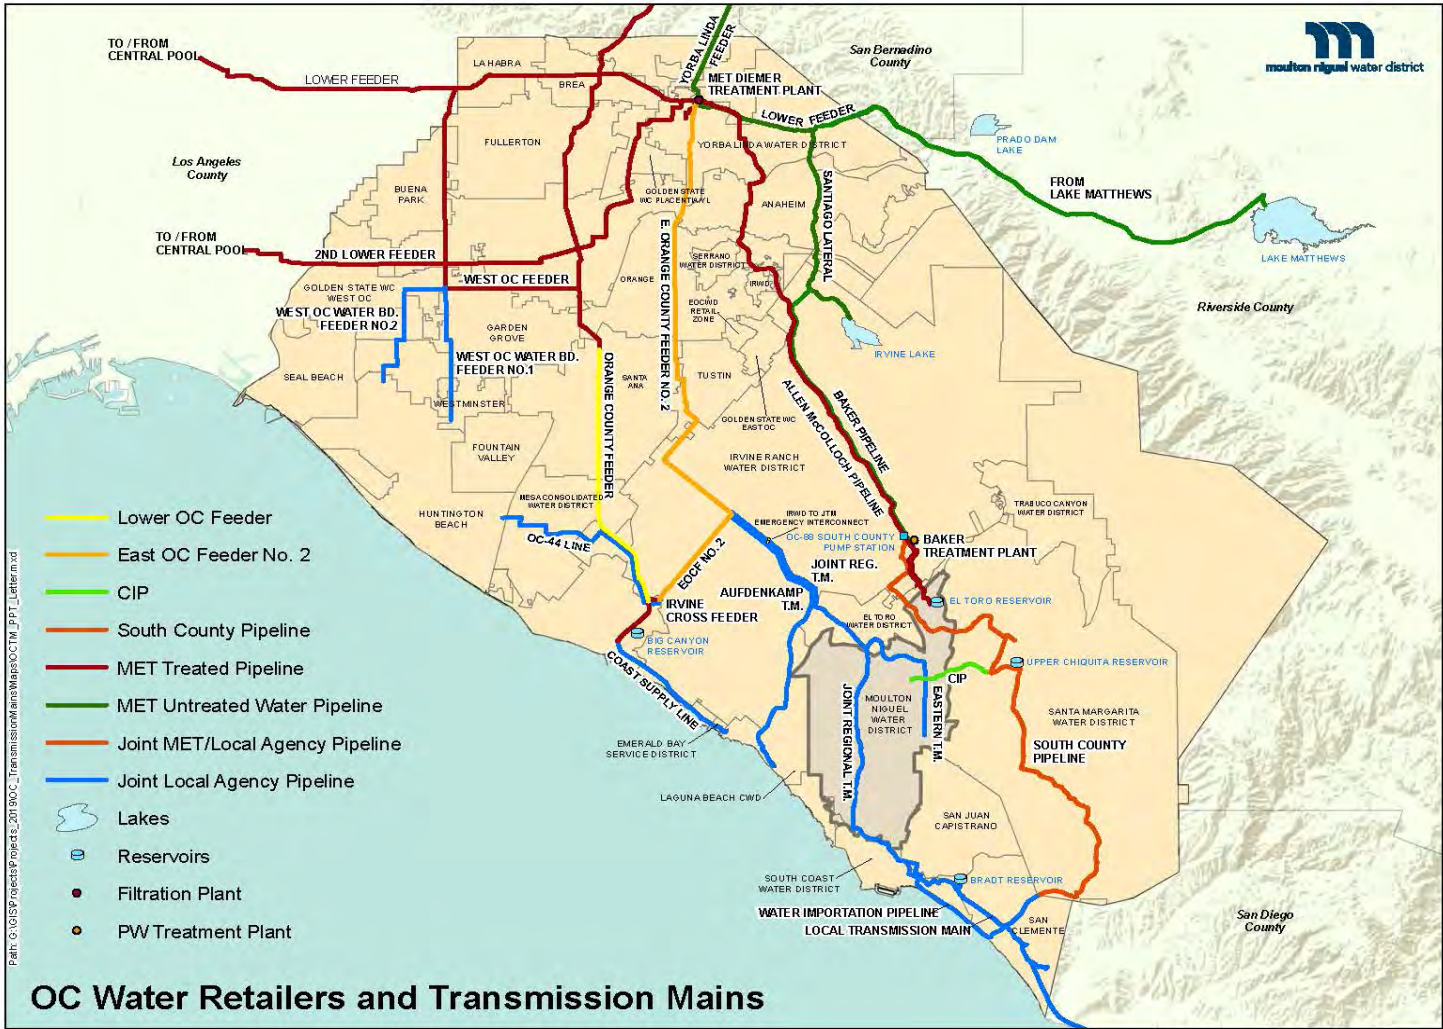 TO / FROM
CENTRAL POOL
LOWER FEEDER
LA HABRA
BREA
YORBA LINDA
FEEDER
MET DIEMER
TREATMENT PLANT
San Bernadino
County
moulton niguel water district
LOWER FEEDER
PRADO DAM
LAKE
FULLERTON
YORBA LINDA WATER DISTRICT
Los Angeles
County
BUENA
PARK
GOLDEN STATE
WC PLACENTIA/YL
ANAHEIM
SANTIAGO LATERAL
FROM
LAKE MATTHEWS
TO / FROM
CENTRAL POOL
2ND LOWER FEEDER
E. ORANGE COUNTY FEEDER NO. 2
SERRANO
WATER DISTRICT
LAKE MATTHEWS
WEST OC FEEDER
ORANGE
IRWD
GOLDEN STATE WC
WEST OC
WEST OC WATER BD.
FEEDER NO.2
EOCWD
RETAIL
ZONE
Riverside County
GARDEN
GROVE
IRVINE LAKE
WEST OC WATER BD.
FEEDER NO.1
SEAL BEACH
SANTA
ANA
TUSTIN
ORANGE COUNTY FEEDER
WESTMINSTER
GOLDEN STATE WC
EAST OC
ALLEN McCOLLOCH PIPELINE
BAKER PIPELINE
FOUNTAIN
VALLEY
IRVINE RANCH
WATER DISTRICT
MESA CONSOLIDATED
WATER DISTRICT
TRABUCO CANYON
WATER DISTRICT
HUNTINGTON
BEACH
IRWD TO JTM
EMERGENCY INTERCONNECT
OC-88 SOUTH COUNTY
PUMP STATION
BAKER
TREATMENT PLANT
OC-44 LINE
EOCF NO. 2
JOINT REG.
T.M.
AUFDENKAMP
T.M.
IRVINE
CROSS FEEDER
EL TORO RESERVOIR
EL TORO
WATER DISTRICT
BIG CANYON
RESERVOIR
COAST SUPPLY LINE
UPPER CHIQUITA RESERVOIR
CIP
MOULTON
NIGUEL
WATER
DISTRICT
JOINT REGIONAL T.M.
EASTERN T.M.
SANTA MARGARITA
WATER DISTRICT
SOUTH COUNTY
PIPELINE
EMERALD BAY
SERVICE DISTRICT
LAGUNA BEACH CWD
SAN JUAN
CAPISTRANO
SOUTH COAST
WATER DISTRICT
BRADT RESERVOIR
WATER IMPORTATION PIPELINE
LOCAL TRANSMISSION MAIN
SAN
CLEMENTE
San Diego
County
Lower OC Feeder
East OC Feeder No. 2
CIP
South County Pipeline
MET Treated Pipeline
MET Untreated Water Pipeline
Joint MET/Local Agency Pipeline
Joint Local Agency Pipeline
Lakes
Reservoirs
Filtration Plant
PW Treatment Plant
OC Water Retailers and Transmission Mains
Path: G:\GIS\Projects\Projects_2019\OC_TransmissionMains\Maps\OCTM_PPT_Letter.mxd